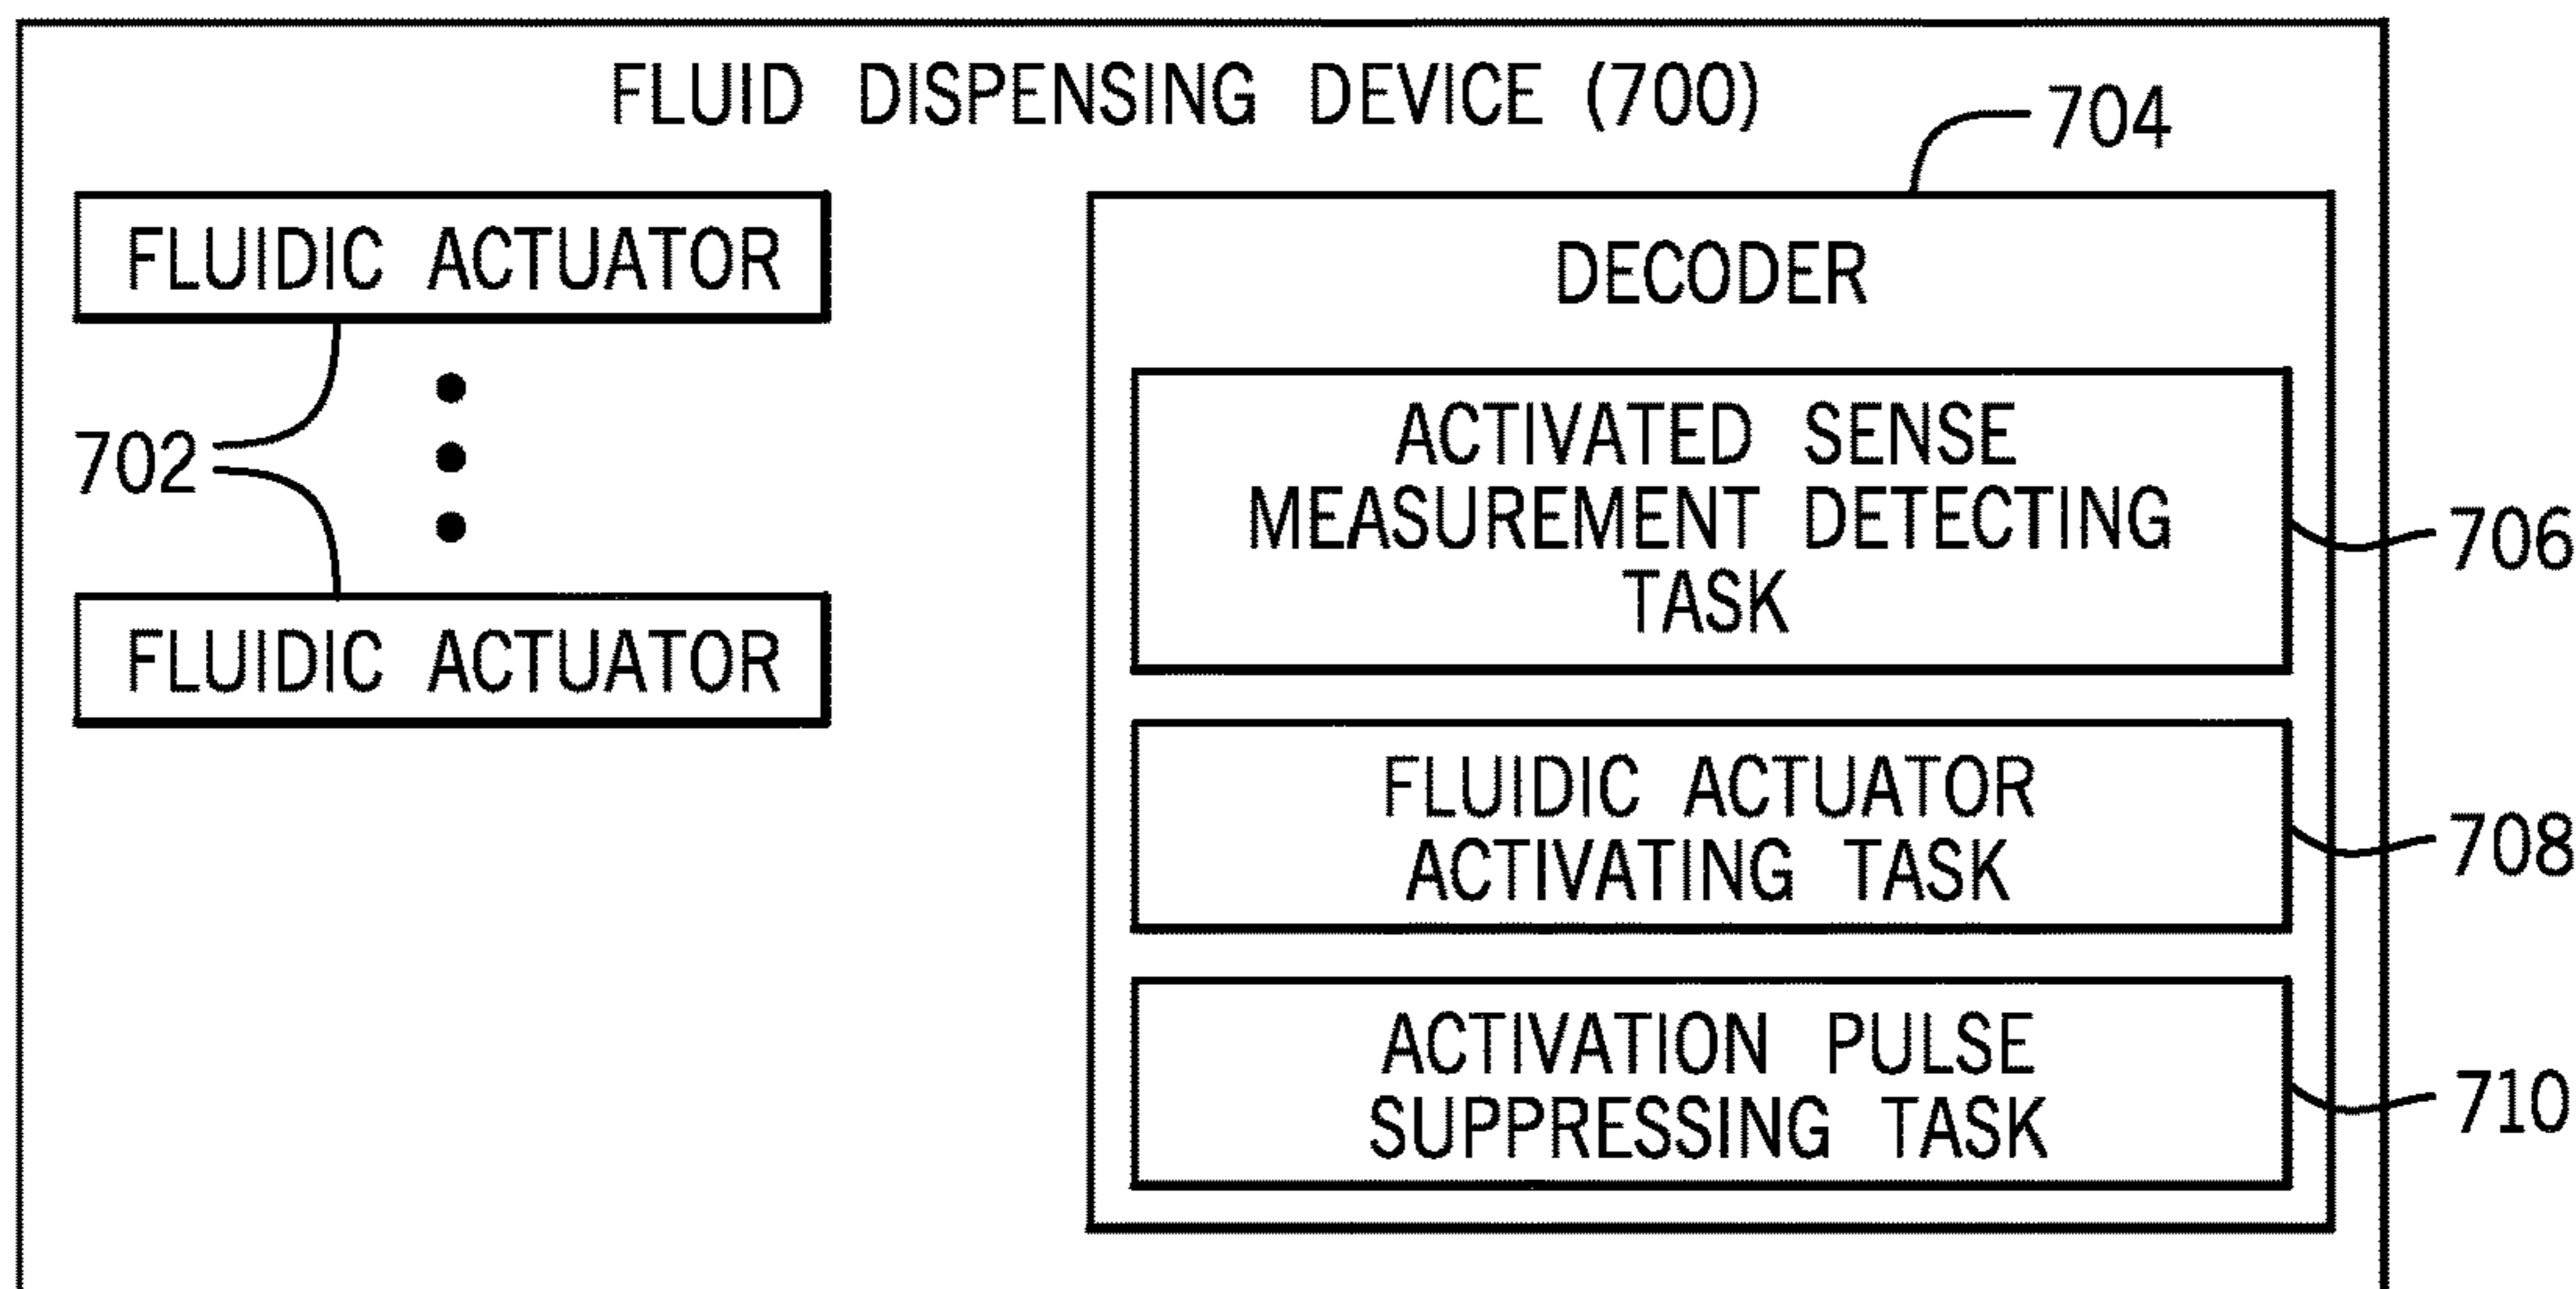 FLUID DISPENSING DEVICE (700)
704
FLUIDIC ACTUATOR
702
FLUIDIC ACTUATOR
DECODER
ACTIVATED SENSE
MEASUREMENT DETECTING
TASK
706
FLUIDIC ACTUATOR
ACTIVATING TASK
708
ACTIVATION PULSE
SUPPRESSING TASK
710